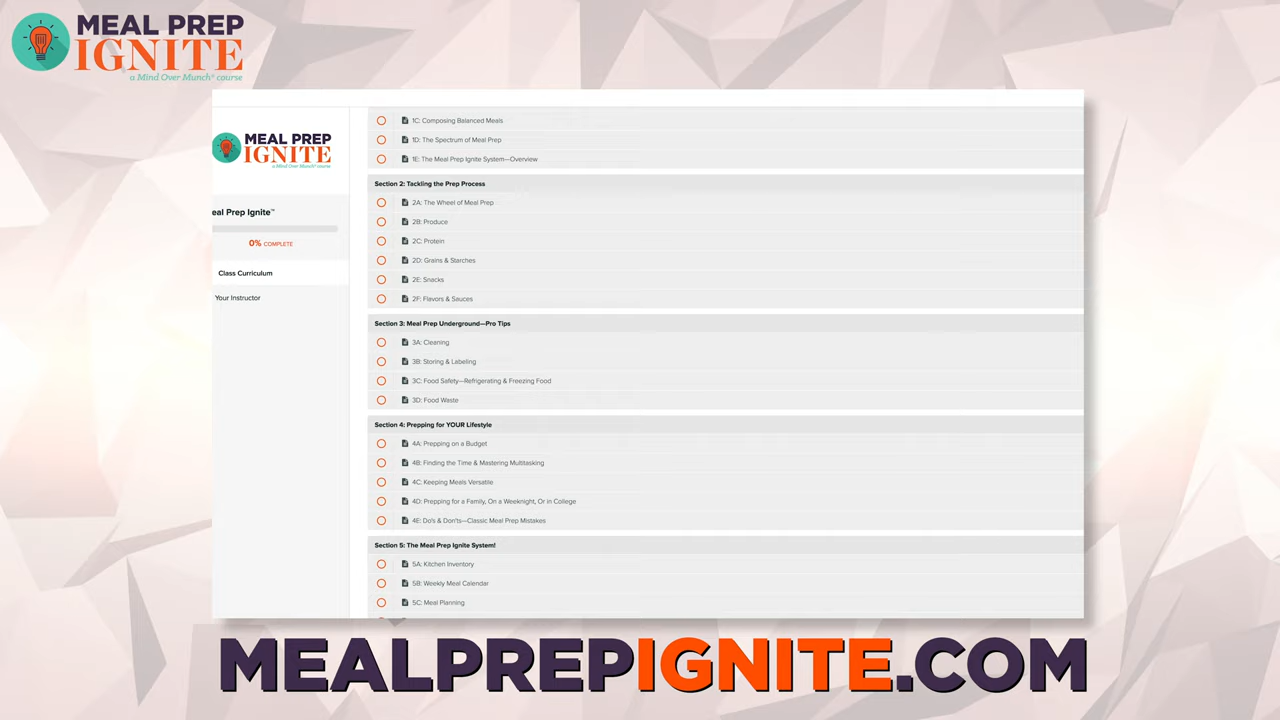 MEAL PREP
IGNITE
a Mind Over Munch® course
MEAL PREP
IGNITE
a Mind Over Munch® course
eal Prep Ignite™
0% COMPLETE
Class Curriculum
Your Instructor
1C: Composing Balanced Meals
1D: The Spectrum of Meal Prep
1E: The Meal Prep Ignite System—Overview
Section 2: Tackling the Prep Process
2A: The Wheel of Meal Prep
2B: Produce
2C: Protein
2D: Grains & Starches
2E: Snacks
2F: Flavors & Sauces
Section 3: Meal Prep Underground—Pro Tips
3A: Cleaning
3B: Storing & Labeling
3C: Food Safety—Refrigerating & Freezing Food
3D: Food Waste
Section 4: Prepping for YOUR Lifestyle
4A: Prepping on a Budget
4B: Finding the Time & Mastering Multitasking
4C: Keeping Meals Versatile
4D: Prepping for a Family, On a Weeknight, Or in College
4E: Do's & Don'ts—Classic Meal Prep Mistakes
Section 5: The Meal Prep Ignite System!
5A: Kitchen Inventory
5B: Weekly Meal Calendar
5C: Meal Planning
MEALPREPIGNITE.COM